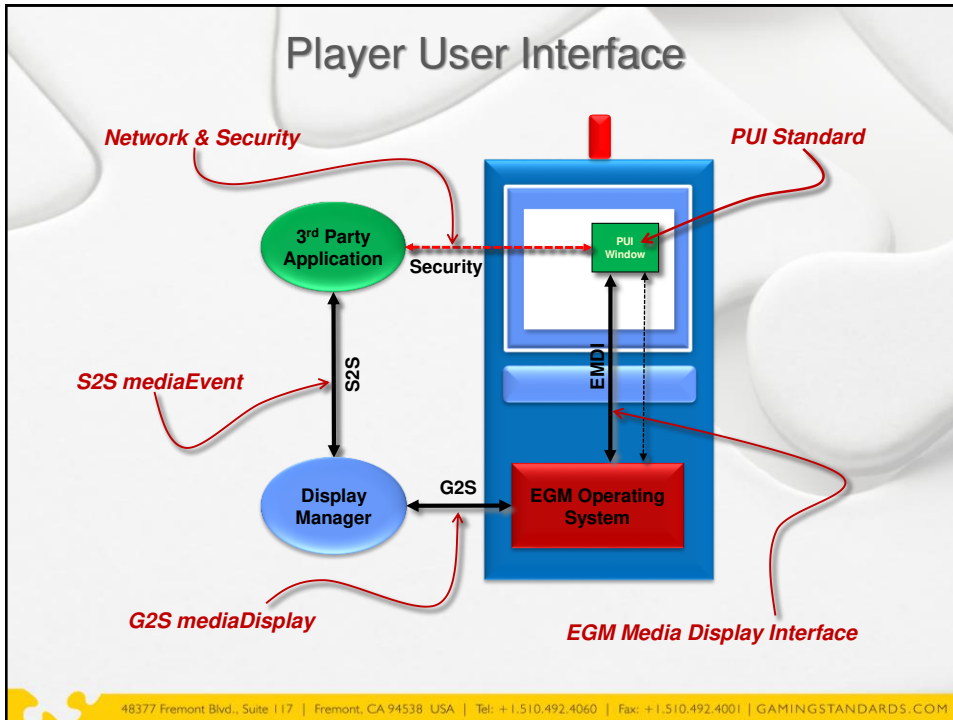 Player User Interface
Network & Security
PUI Standard
3rd Party
Application
Security
PUI
Window
S2S
EMDI
S2S mediaEvent
Display
Manager
G2S
EGM Operating
System
G2S mediaDisplay
EGM Media Display Interface
48377 Fremont Blvd., Suite 117 | Fremont, CA 94538 USA | Tel: +1.510.492.4060 | Fax: +1.510.492.4001 | GAMINGSTANDARDS.COM